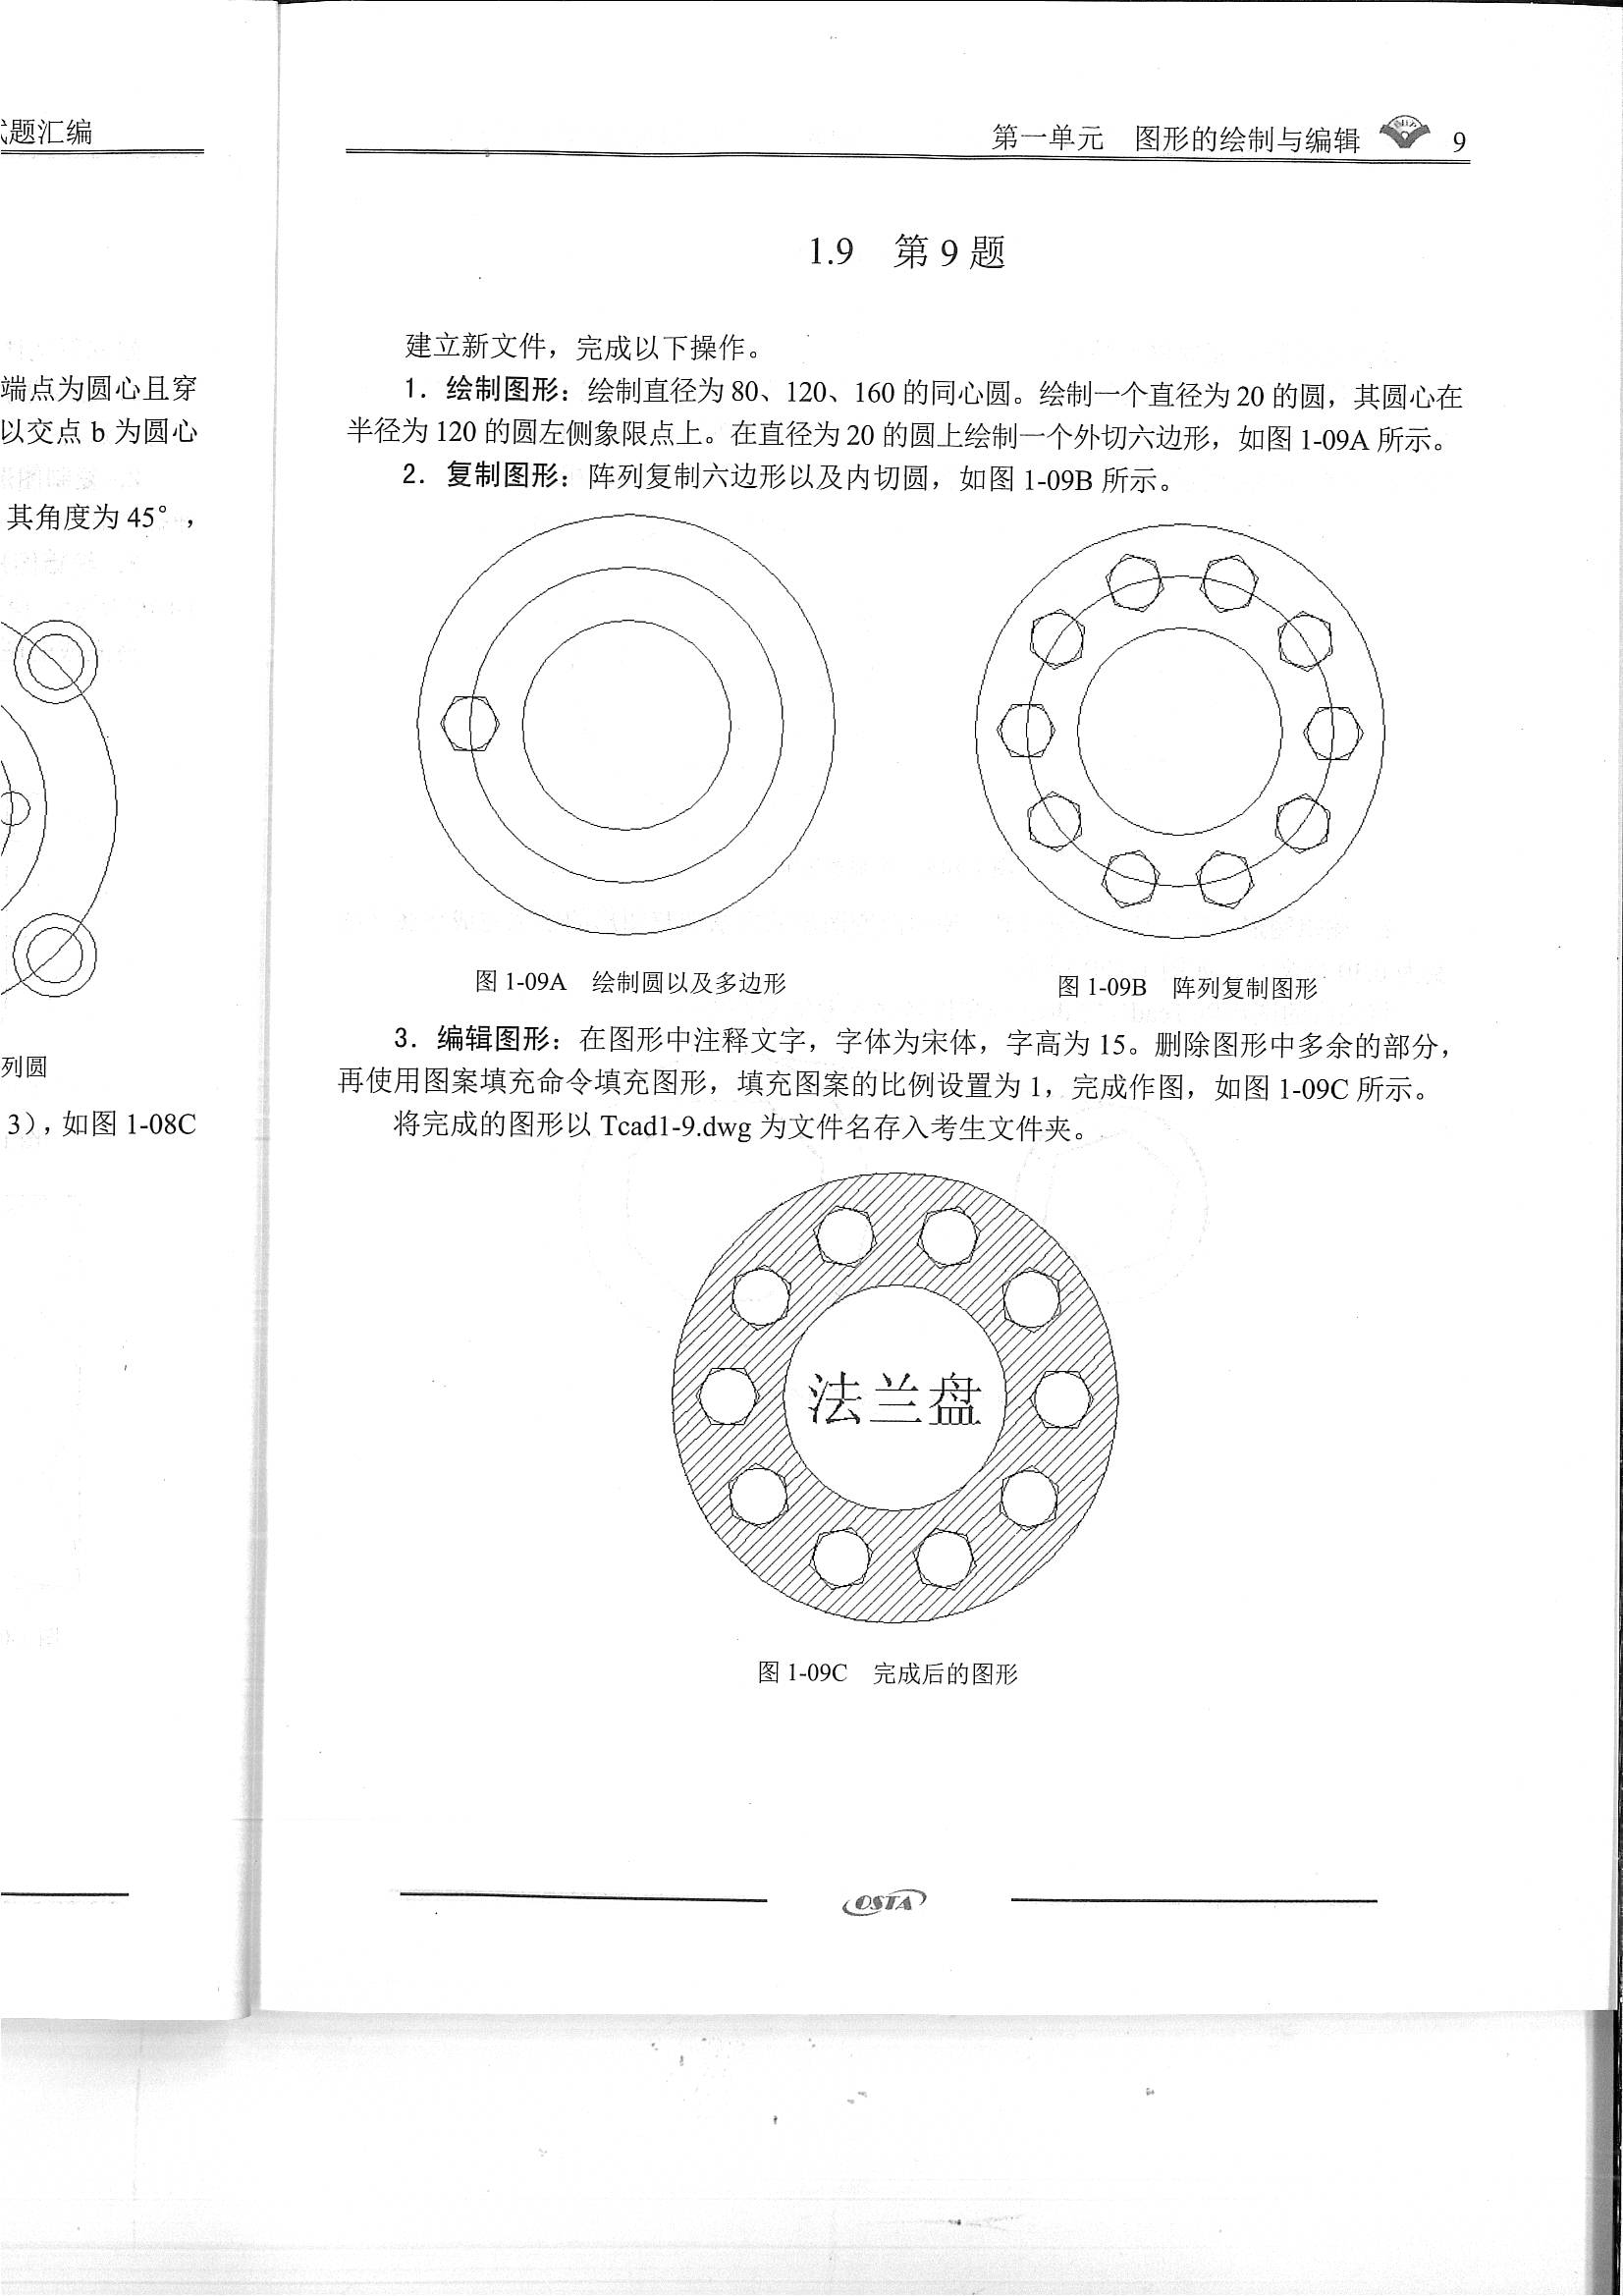 试题汇编
端点为圆心且穿
以交点 b 为圆心
其角度为 45°，
列圆
3），如图 1-08C
第一单元 图形的绘制与编辑 9
1.9 第 9 题
建立新文件，完成以下操作。
1．绘制图形：绘制直径为 80、120、160 的同心圆。绘制一个直径为 20 的圆，其圆心在
半径为 120 的圆左侧象限点上。在直径为 20 的圆上绘制一个外切六边形，如图 1-09A 所示。
2．复制图形：阵列复制六边形以及内切圆，如图 1-09B 所示。
图 1-09A 绘制圆以及多边形
图 1-09B 阵列复制图形
3．编辑图形：在图形中注释文字，字体为宋体，字高为 15。删除图形中多余的部分，
再使用图案填充命令填充图形，填充图案的比例设置为 1，完成作图，如图 1-09C 所示。
将完成的图形以 Tcad1-9.dwg 为文件名存入考生文件夹。
法兰盘
图 1-09C 完成后的图形
OSTA